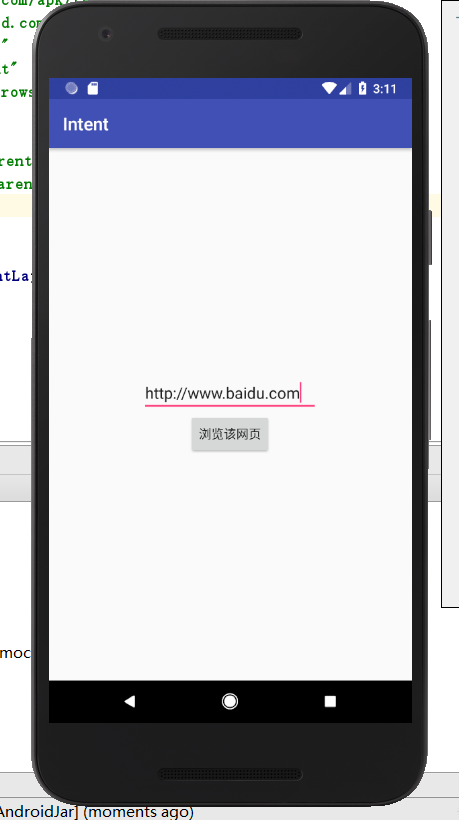 com/apk/
d.com
"
t"
rows
3:11
Intent
rent
aren
ntLay
http://www.baidu.com
浏览该网页
moc
AndroidJar] (moments ago)